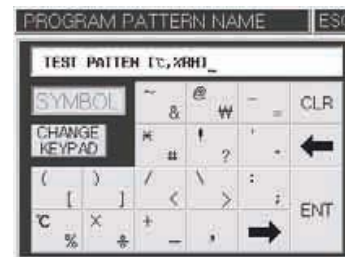 PROGRAM PATTERN NAME ESC
TEST PATTEN [℃,%RH]_
SYMBOL ~ & @ ₩ - = CLR
CHANGE
KEYPAD * # ! ? ' · ←
( [ ) ] / < \ > : ;
℃ % × ÷ + _ , → ENT